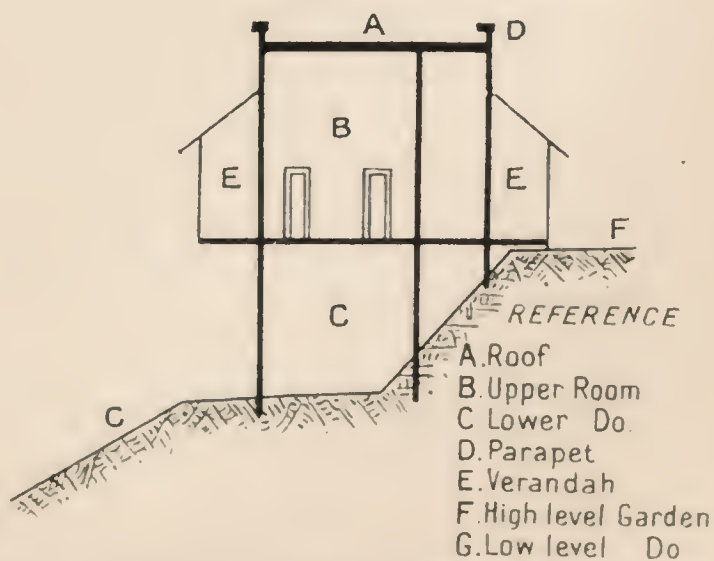 A
D
B
E
E
F
C
C
REFERENCE
A.Roof
B.Upper Room
C Lower Do.
D.Parapet
E.Verandah
F.High level Garden
G.Low level Do